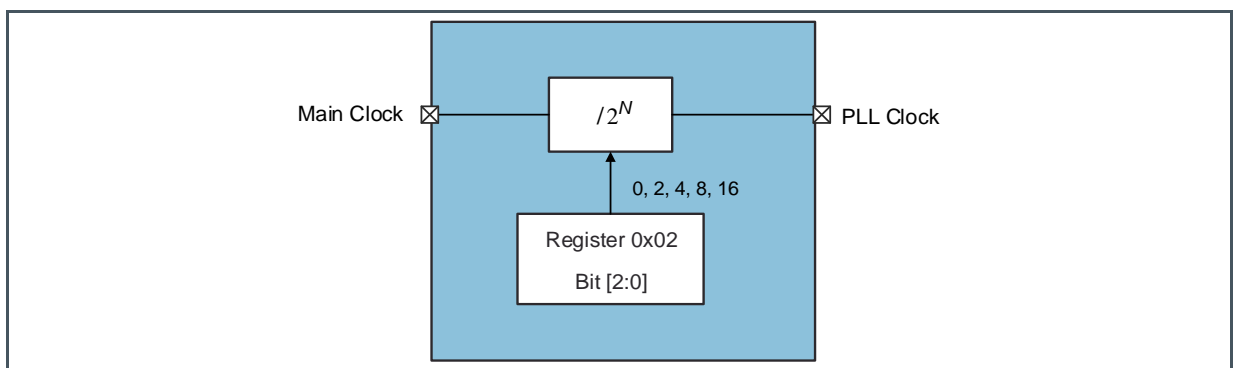 Main Clock
/2^N
PLL Clock
0, 2, 4, 8, 16
Register 0x02
Bit [2:0]